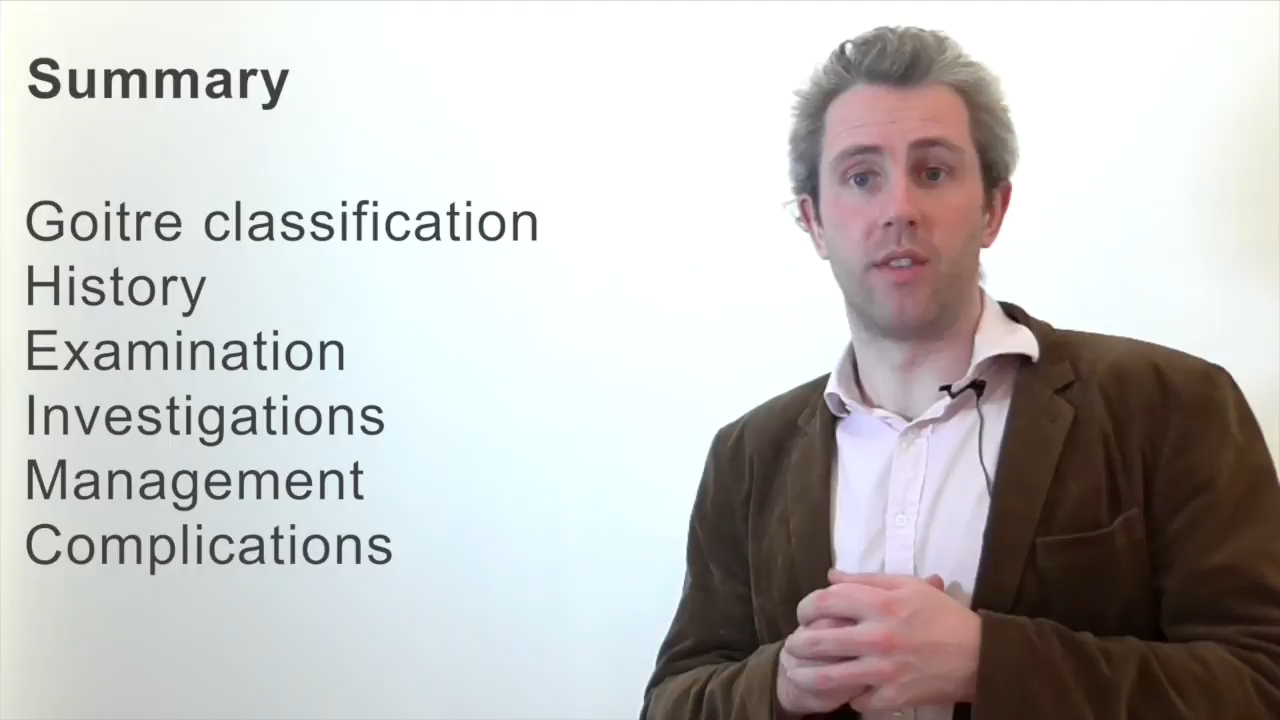 Summary
Goitre classification
History
Examination
Investigations
Management
Complications